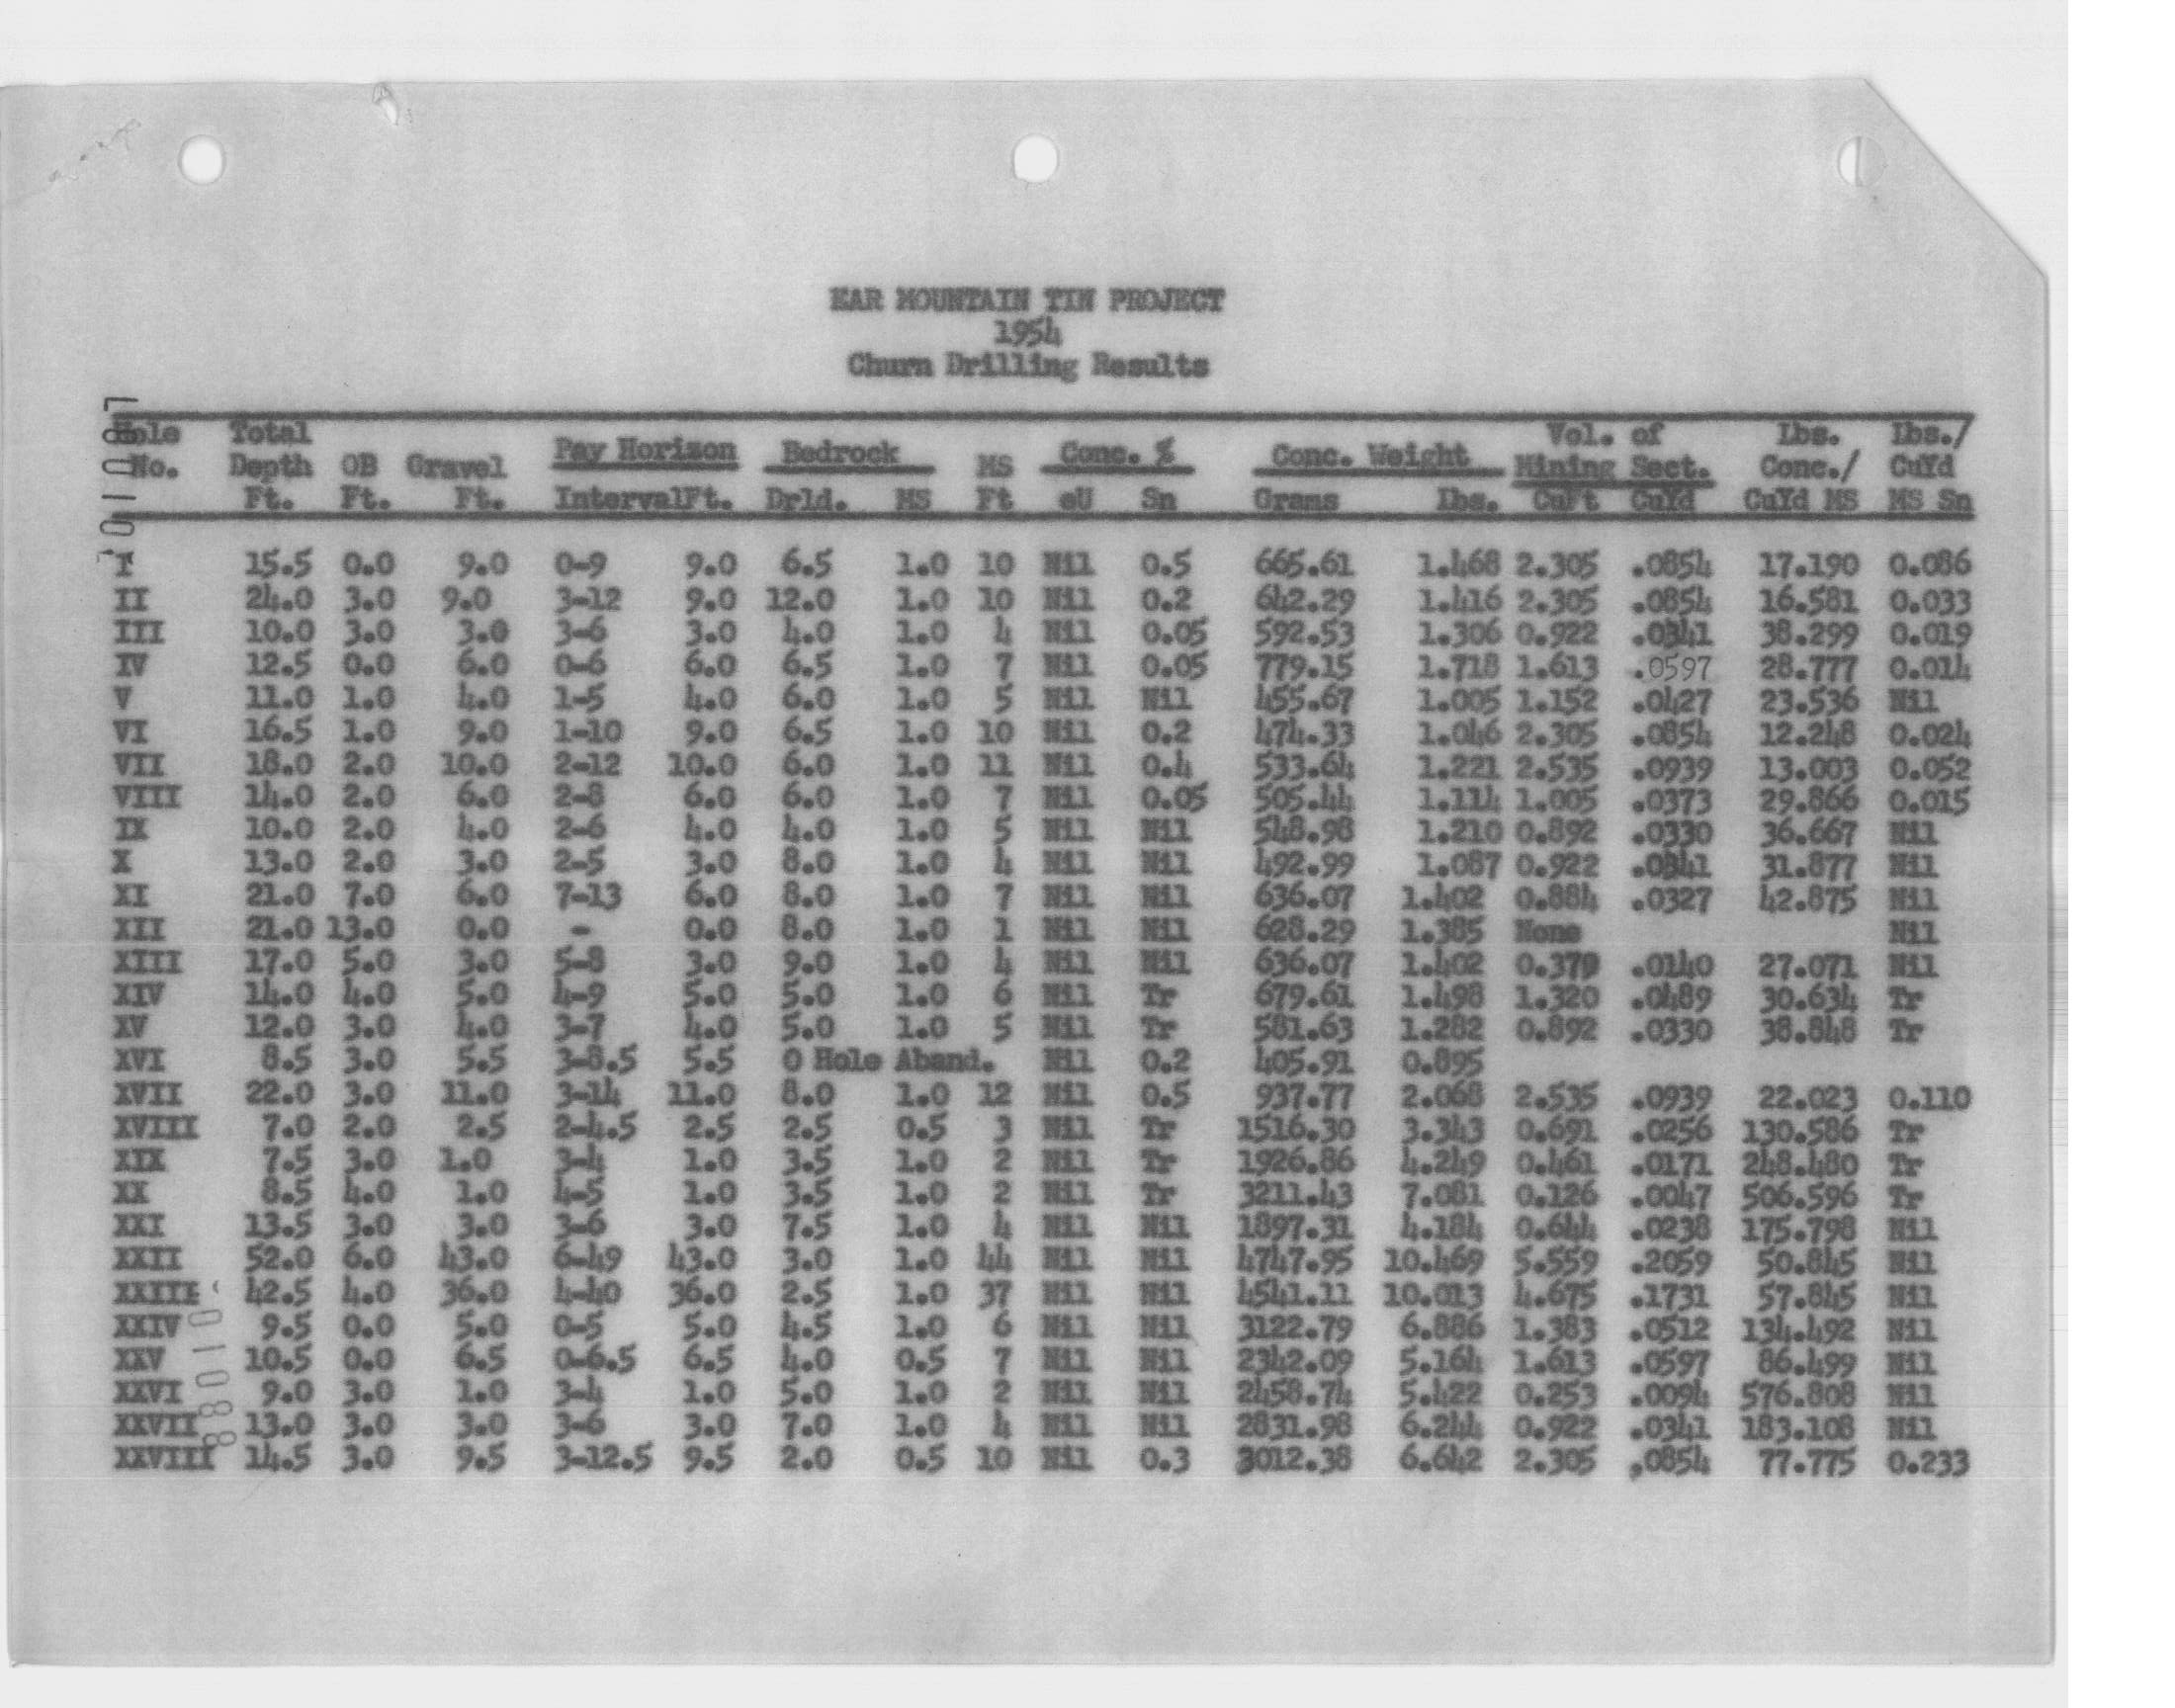 EAR MOUNTAIN TIN PROJECT
1954
Churn Drilling Results
Hole Total Vol. of Lbs. Lbs./
No. Depth OB Gravel Pay Horizon Bedrock MS Conc. % Conc. Weight Mining Sect. Conc./ CuYd
Ft. Ft. Ft. Interval Ft. Drld. MS Ft eU Sn Grams Lbs. CuFt CuYd CuYd MS MS Sn
I 15.5 0.0 9.0 0-9 9.0 6.5 1.0 10 Nil 0.5 665.61 1.468 2.305 .0854 17.190 0.086
II 24.0 3.0 9.0 3-12 9.0 12.0 1.0 10 Nil 0.2 642.29 1.416 2.305 .0854 16.581 0.033
III 10.0 3.0 3.0 3-6 3.0 4.0 1.0 4 Nil 0.05 592.53 1.306 0.922 .0341 38.299 0.019
IV 12.5 0.0 6.0 0-6 6.0 6.5 1.0 7 Nil 0.05 779.15 1.718 1.613 .0597 28.777 0.014
V 11.0 1.0 4.0 1-5 4.0 6.0 1.0 5 Nil Nil 455.67 1.005 1.152 .0427 23.536 Nil
VI 16.5 1.0 9.0 1-10 9.0 6.5 1.0 10 Nil 0.2 474.33 1.046 2.305 .0854 12.248 0.024
VII 18.0 2.0 10.0 2-12 10.0 6.0 1.0 11 Nil 0.4 533.64 1.221 2.535 .0939 13.003 0.052
VIII 14.0 2.0 6.0 2-8 6.0 6.0 1.0 7 Nil 0.05 505.44 1.114 1.005 .0373 29.866 0.015
IX 10.0 2.0 4.0 2-6 4.0 4.0 1.0 5 Nil Nil 548.98 1.210 0.892 .0330 36.667 Nil
X 13.0 2.0 3.0 2-5 3.0 8.0 1.0 4 Nil Nil 492.99 1.087 0.922 .0341 31.877 Nil
XI 21.0 7.0 6.0 7-13 6.0 8.0 1.0 7 Nil Nil 636.07 1.402 0.884 .0327 42.875 Nil
XII 21.0 13.0 0.0 - 0.0 8.0 1.0 1 Nil Nil 628.29 1.385 None Nil
XIII 17.0 5.0 3.0 5-8 3.0 9.0 1.0 4 Nil Nil 636.07 1.402 0.379 .0140 27.071 Nil
XIV 14.0 4.0 5.0 4-9 5.0 5.0 1.0 6 Nil Tr 679.61 1.498 1.320 .0489 30.634 Tr
XV 12.0 3.0 4.0 3-7 4.0 5.0 1.0 5 Nil Tr 581.63 1.282 0.892 .0330 38.848 Tr
XVI 8.5 3.0 5.5 3-8.5 5.5 0 Hole Aband. Nil 0.2 405.91 0.895
XVII 22.0 3.0 11.0 3-14 11.0 8.0 1.0 12 Nil 0.5 937.77 2.068 2.535 .0939 22.023 0.110
XVIII 7.0 2.0 2.5 2-4.5 2.5 2.5 0.5 3 Nil Tr 1516.30 3.343 0.691 .0256 130.586 Tr
XIX 7.5 3.0 1.0 3-4 1.0 3.5 1.0 2 Nil Tr 1926.86 4.249 0.461 .0171 248.480 Tr
XX 8.5 4.0 1.0 4-5 1.0 3.5 1.0 2 Nil Tr 3211.43 7.081 0.126 .0047 506.596 Tr
XXI 13.5 3.0 3.0 3-6 3.0 7.5 1.0 4 Nil Nil 1897.31 4.184 0.644 .0238 175.798 Nil
XXII 52.0 6.0 43.0 6-49 43.0 3.0 1.0 44 Nil Nil 4747.95 10.469 5.559 .2059 50.845 Nil
XXIII 42.5 4.0 36.0 4-40 36.0 2.5 1.0 37 Nil Nil 4541.11 10.013 4.675 .1731 57.845 Nil
XXIV 9.5 0.0 5.0 0-5 5.0 4.5 1.0 6 Nil Nil 3122.79 6.886 1.383 .0512 134.492 Nil
XXV 10.5 0.0 6.5 0-6.5 6.5 4.0 0.5 7 Nil Nil 2342.09 5.164 1.613 .0597 86.499 Nil
XXVI 9.0 3.0 1.0 3-4 1.0 5.0 1.0 2 Nil Nil 2458.74 5.422 0.253 .0094 576.808 Nil
XXVII 13.0 3.0 3.0 3-6 3.0 7.0 1.0 4 Nil Nil 2831.98 6.244 0.922 .0341 183.108 Nil
XXVIII 14.5 3.0 9.5 3-12.5 9.5 2.0 0.5 10 Nil 0.3 3012.38 6.642 2.305 .0854 77.775 0.233